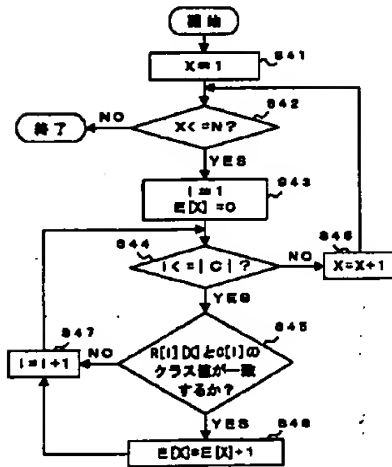 開始
X=1
S41
X<=N?
S42
NO
終了
YES
I=1
E[X]=0
S43
I<=|C|?
S44
NO
X=X+1
S46
YES
R[I][X]とC[I]の
クラス値が一致
するか?
S45
NO
I=I+1
S47
YES
E[X]=E[X]+1
S48